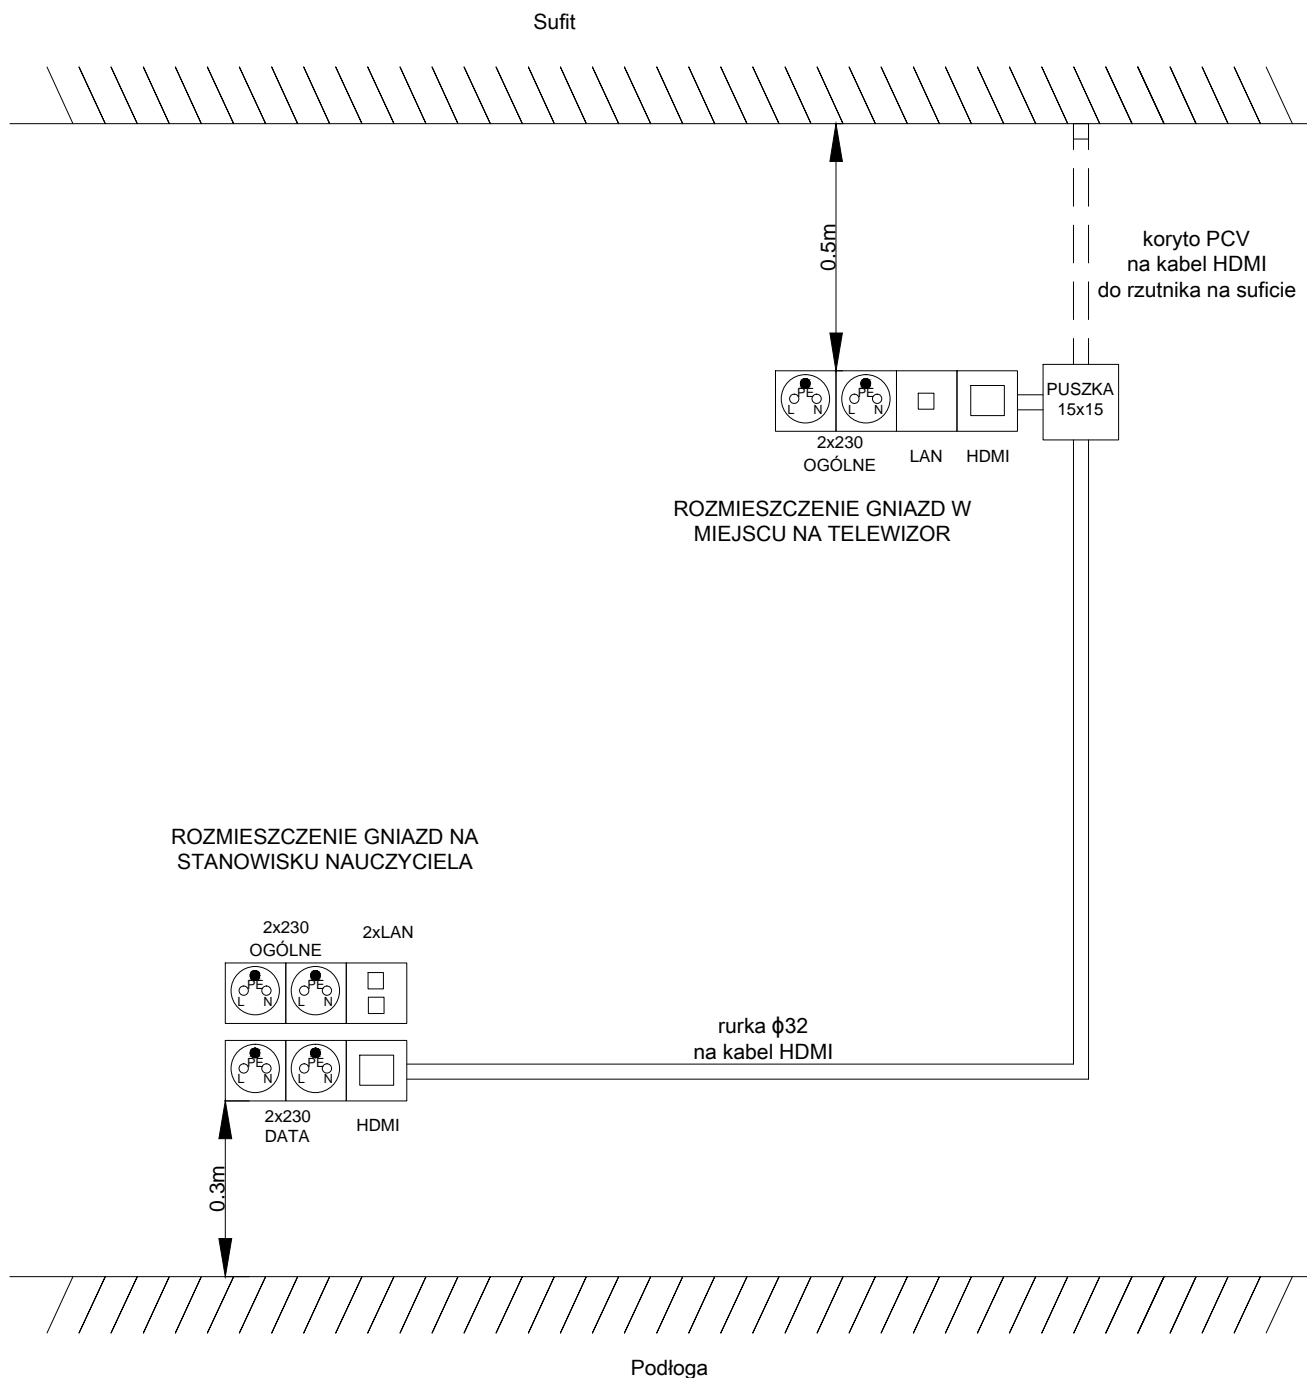 Sufit
0.5m
koryto PCV
na kabel HDMI
do rzutnika na suficie
PE
L N
PE
L N
PUSZKA
15x15
2x230
OGÓLNE
LAN
HDMI
ROZMIESZCZENIE GNIAZD W
MIEJSCU NA TELEWIZOR
ROZMIESZCZENIE GNIAZD NA
STANOWISKU NAUCZYCIELA
2x230
OGÓLNE
2xLAN
PE
L N
PE
L N
rurka ϕ32
na kabel HDMI
PE
L N
PE
L N
2x230
DATA
HDMI
0.3m
Podłoga